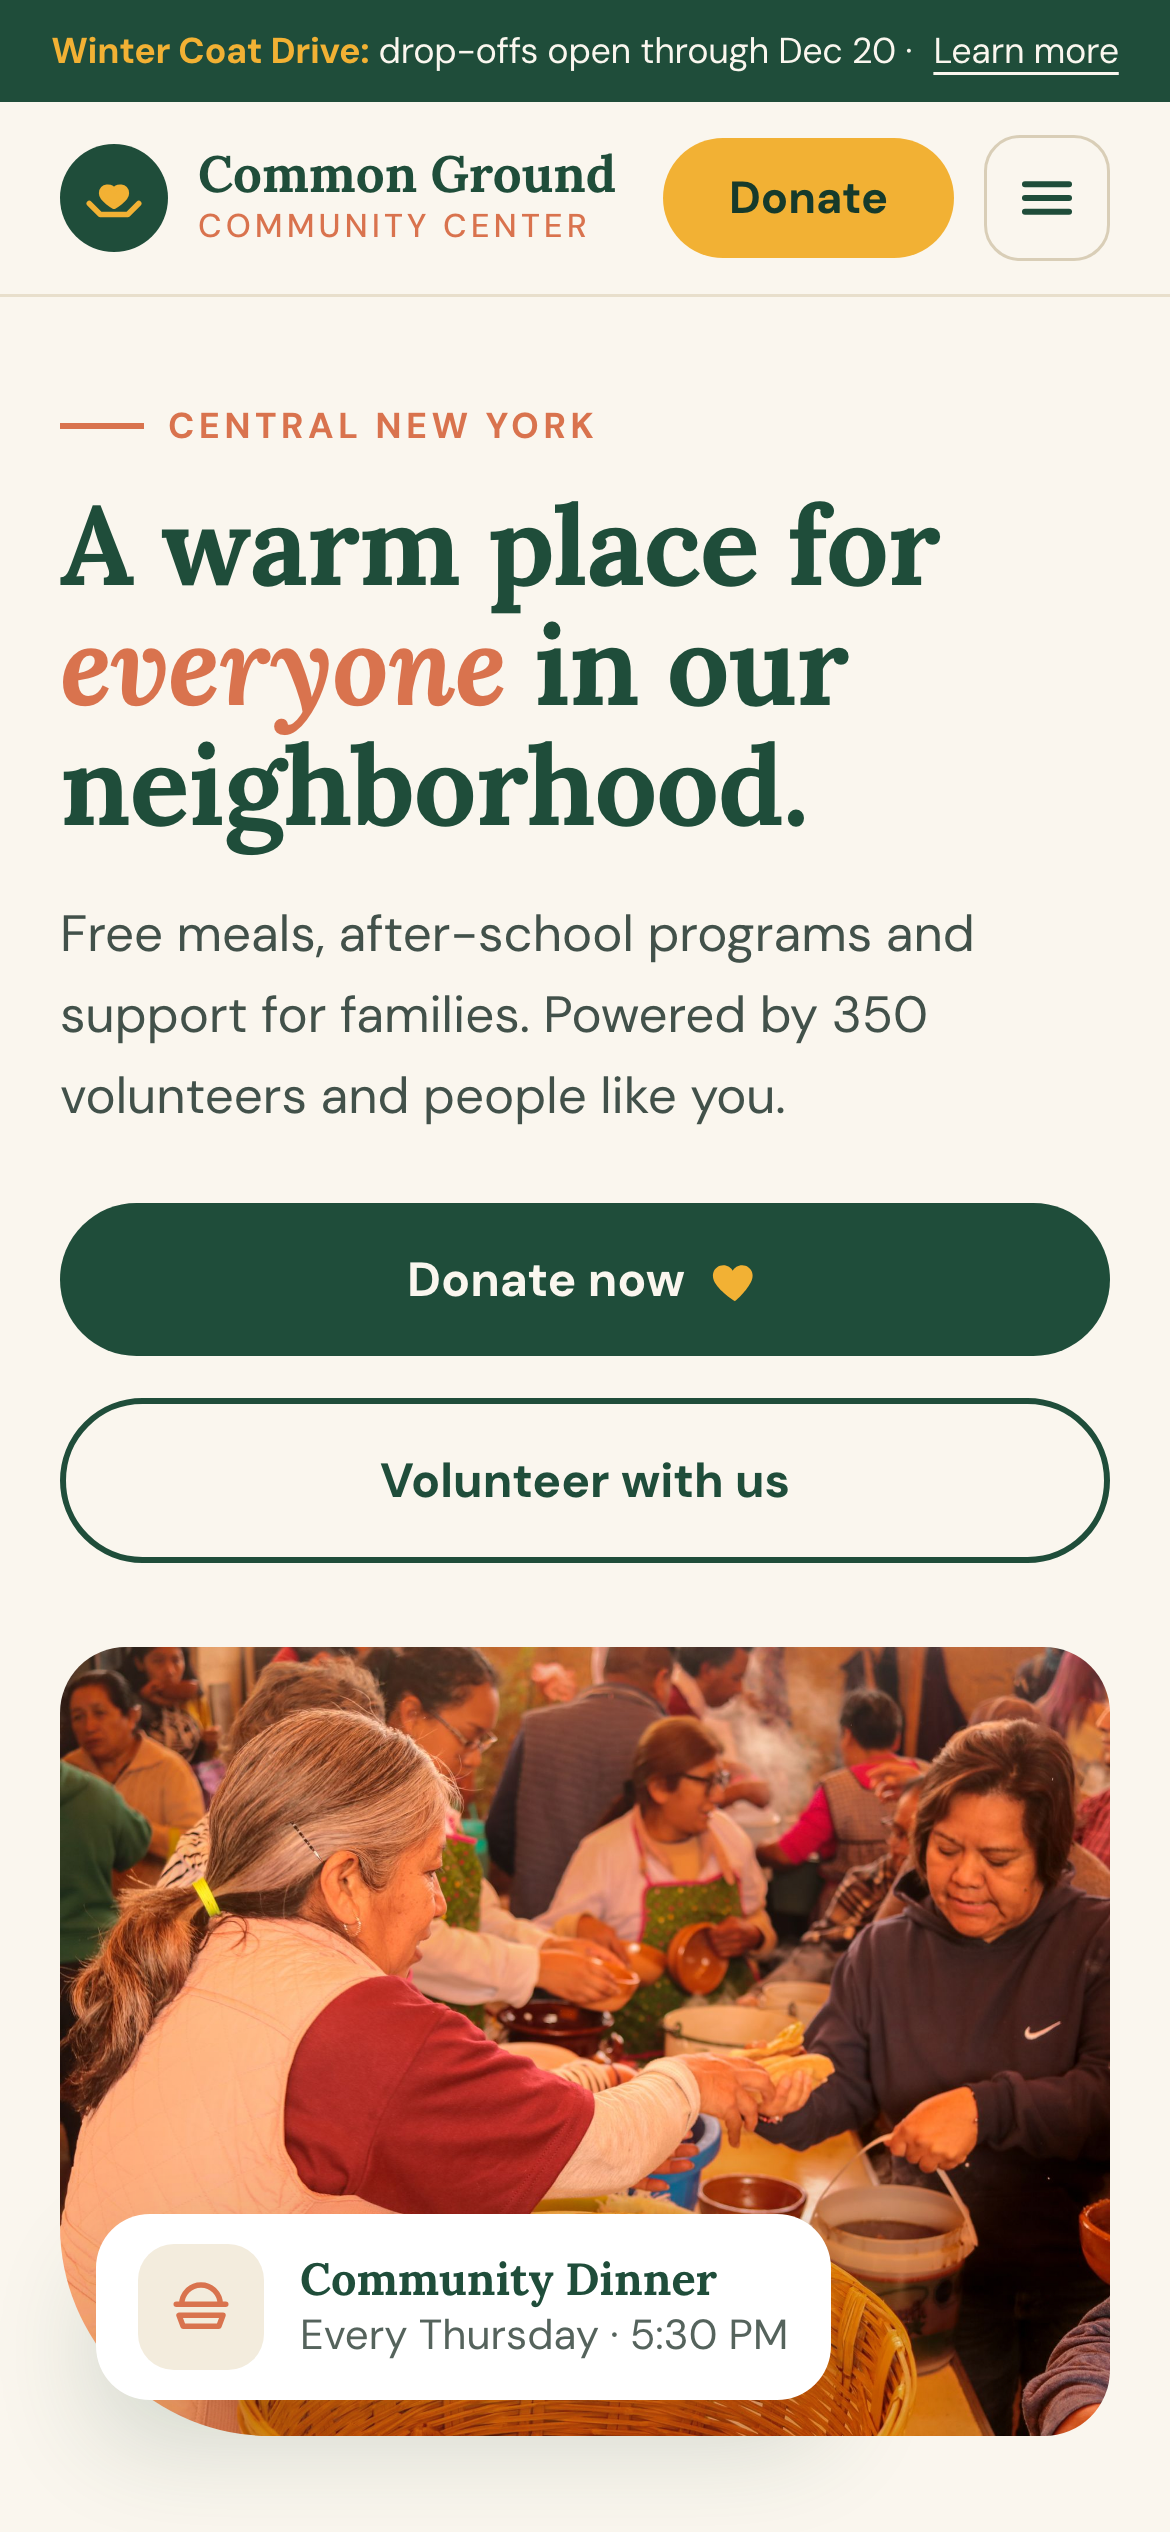 Winter Coat Drive: drop-offs open through Dec 20 · Learn more
Common Ground
COMMUNITY CENTER
Donate
CENTRAL NEW YORK
A warm place for
everyone in our
neighborhood.
Free meals, after-school programs and
support for families. Powered by 350
volunteers and people like you.
Donate now
Volunteer with us
Community Dinner
Every Thursday · 5:30 PM